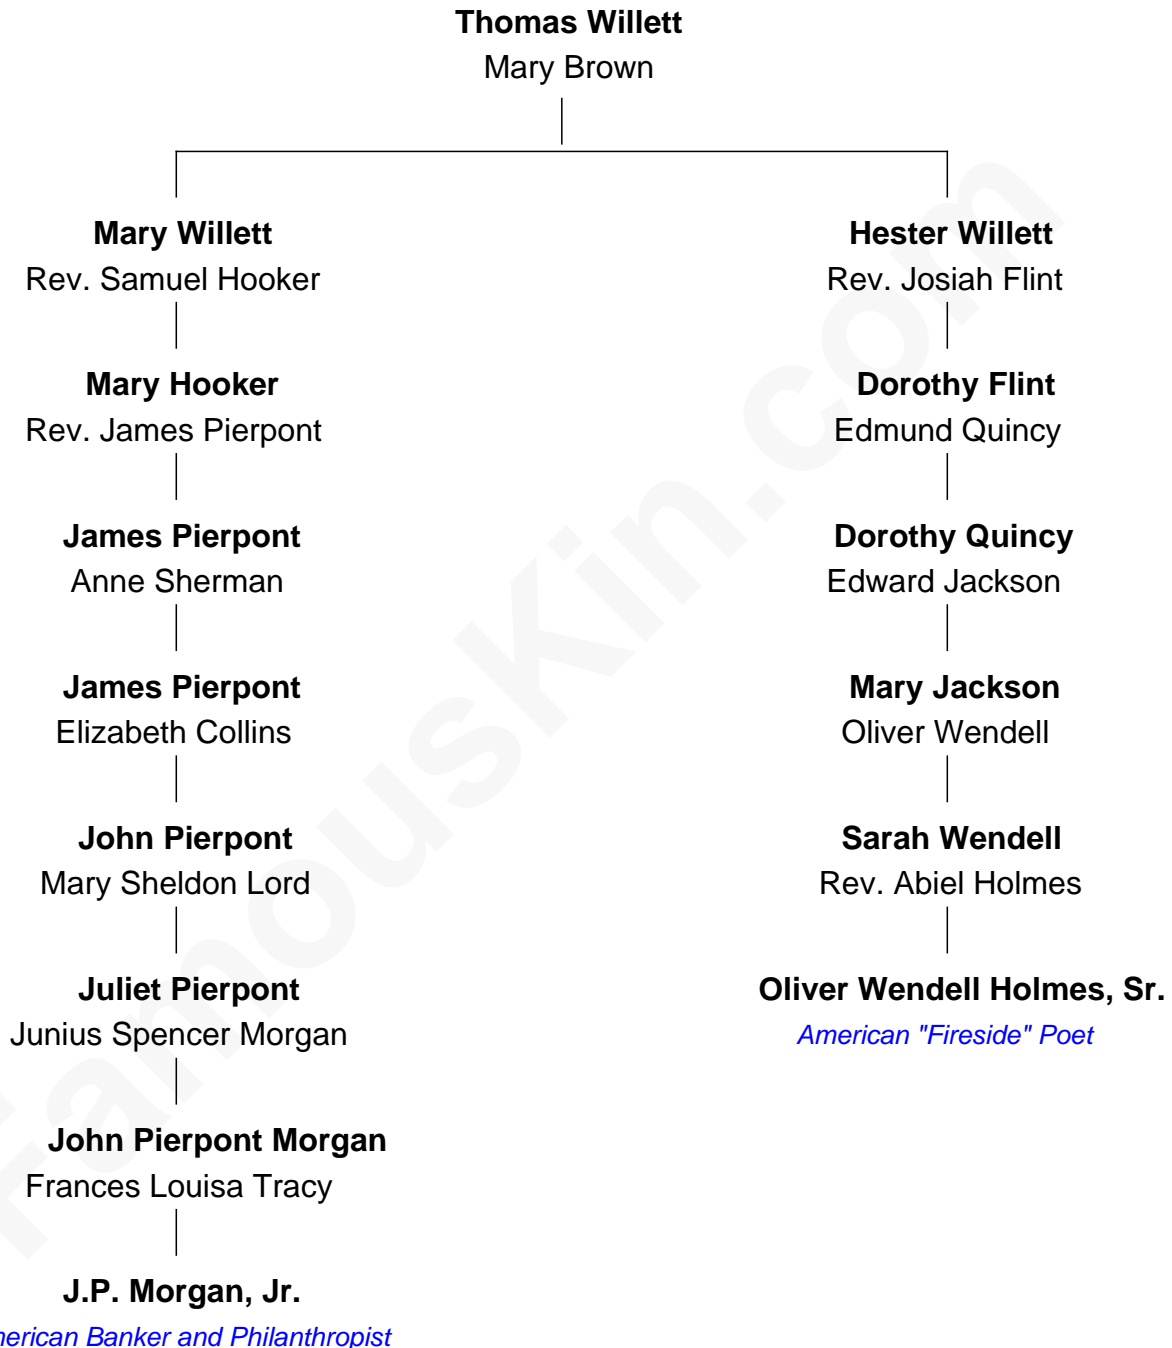 Thomas Willett
Mary Brown
Mary Willett
Rev. Samuel Hooker
Hester Willett
Rev. Josiah Flint
Mary Hooker
Rev. James Pierpont
Dorothy Flint
Edmund Quincy
James Pierpont
Anne Sherman
Dorothy Quincy
Edward Jackson
James Pierpont
Elizabeth Collins
Mary Jackson
Oliver Wendell
John Pierpont
Mary Sheldon Lord
Sarah Wendell
Rev. Abiel Holmes
Juliet Pierpont
Junius Spencer Morgan
Oliver Wendell Holmes, Sr.
American "Fireside" Poet
John Pierpont Morgan
Frances Louisa Tracy
J.P. Morgan, Jr.
merican Banker and Philanthropist
FamousKin.com